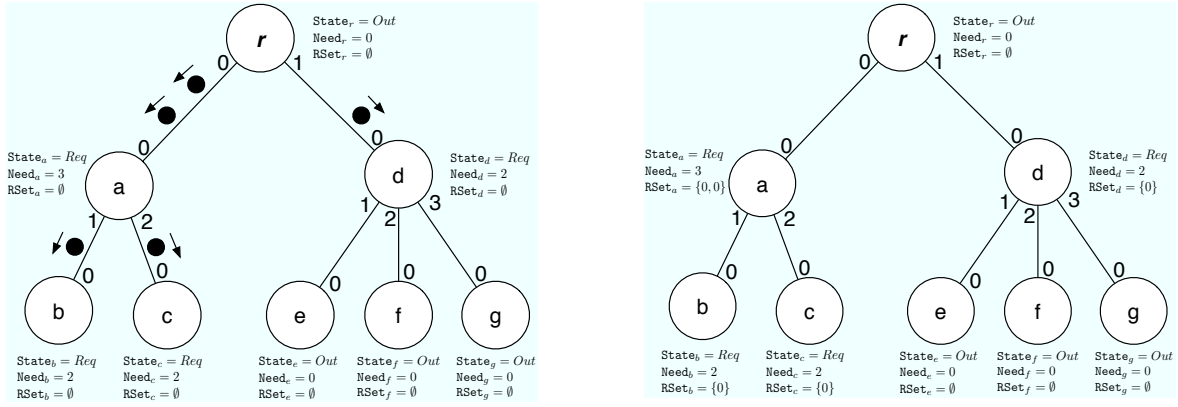 r
State_r = Out
Need_r = 0
RSet_r = ∅
0
1
0
0
State_a = Req
Need_a = 3
RSet_a = ∅
a
d
State_d = Req
Need_d = 2
RSet_d = ∅
1
2
1
2
3
0
0
0
0
0
b
c
e
f
g
State_b = Req
Need_b = 2
RSet_b = ∅
State_c = Req
Need_c = 2
RSet_c = ∅
State_e = Out
Need_e = 0
RSet_e = ∅
State_f = Out
Need_f = 0
RSet_f = ∅
State_g = Out
Need_g = 0
RSet_g = ∅
r
State_r = Out
Need_r = 0
RSet_r = ∅
0
1
0
0
State_a = Req
Need_a = 3
RSet_a = {0,0}
a
d
State_d = Req
Need_d = 2
RSet_d = {0}
1
2
1
2
3
0
0
0
0
0
b
c
e
f
g
State_b = Req
Need_b = 2
RSet_b = {0}
State_c = Req
Need_c = 2
RSet_c = {0}
State_e = Out
Need_e = 0
RSet_e = ∅
State_f = Out
Need_f = 0
RSet_f = ∅
State_g = Out
Need_g = 0
RSet_g = ∅